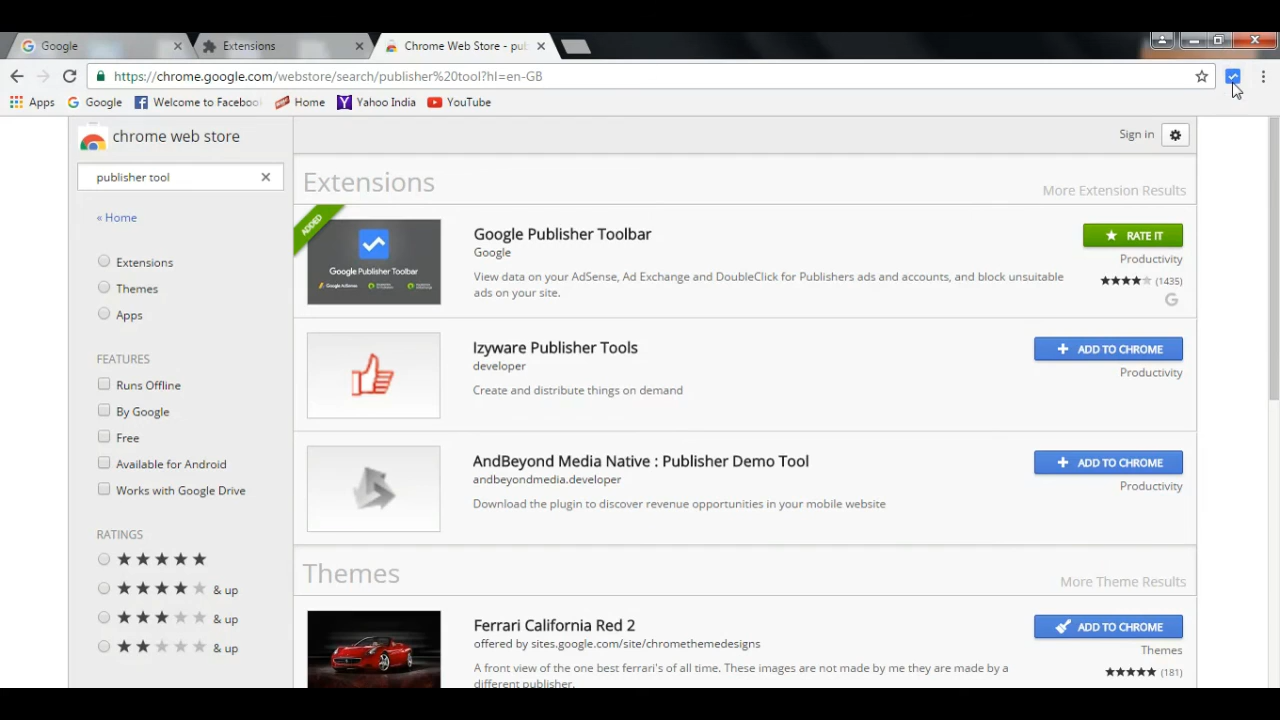 Google
Extensions
Chrome Web Store - pub
https://chrome.google.com/webstore/search/publisher%20tool?hl=en-GB
Apps
Google
Welcome to Facebook
Home
Yahoo India
YouTube
chrome web store
Sign in
publisher tool
« Home
Extensions
Themes
Apps
FEATURES
Runs Offline
By Google
Free
Available for Android
Works with Google Drive
RATINGS
& up
& up
& up
Extensions
More Extension Results
ADDED
Google Publisher Toolbar
Google AdSense
Google Publisher Toolbar
Google
View data on your AdSense, Ad Exchange and DoubleClick for Publishers ads and accounts, and block unsuitable
ads on your site.
RATE IT
Productivity
(1435)
Izyware Publisher Tools
developer
Create and distribute things on demand
ADD TO CHROME
Productivity
AndBeyond Media Native : Publisher Demo Tool
andbeyondmedia.developer
Download the plugin to discover revenue opportunities in your mobile website
ADD TO CHROME
Productivity
Themes
More Theme Results
Ferrari California Red 2
offered by sites.google.com/site/chromethemedesigns
A front view of the one best ferrari's of all time. These images are not made by me they are made by a
different publisher.
ADD TO CHROME
Themes
(181)